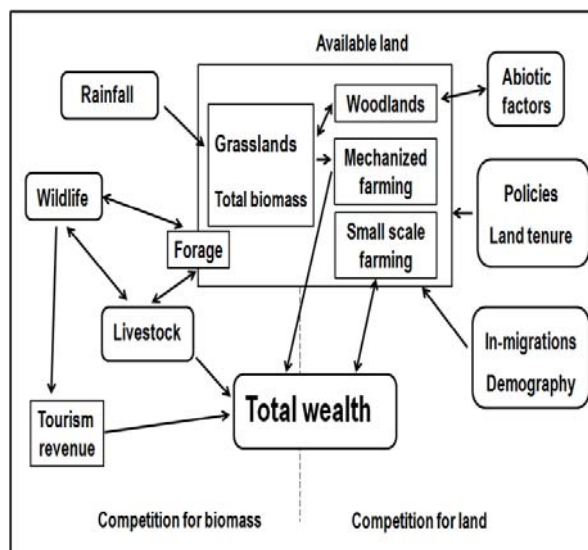 Available land
Rainfall
Woodlands
Abiotic
factors
Grasslands
Total biomass
Mechanized
farming
Wildlife
Policies
Land tenure
Small scale
farming
Forage
Livestock
In-migrations
Demography
Total wealth
Tourism
revenue
Competition for biomass
Competition for land